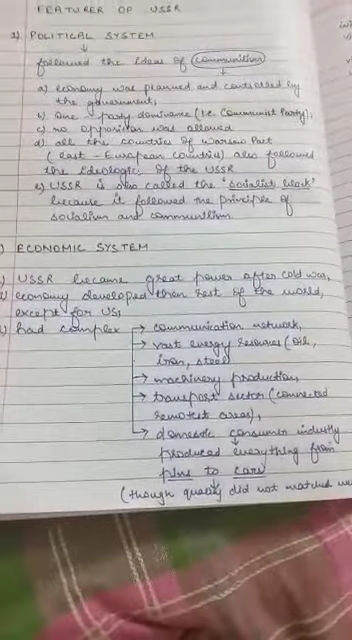 FEATURER OF USSR
1) POLITICAL SYSTEM
followed the ideas of communism
a) economy was planned and controlled by
the government,
b) one-party dominance (i.e. Communist Party),
c) no opposition was allowed
d) all the countries of Warsaw Pact
(east-European countries) also followed
the ideologic of the USSR
e) USSR is also called the "socialist block"
because it followed the principle of
socialism and communism.
) ECONOMIC SYSTEM
) USSR became great power after cold war,
economy developed then rest of the world,
except for US,
) had complex → communication network,
→ vast energy resources (oil,
iron, steel)
→ machinery production,
→ transport sector (connected
remotest areas),
→ domestic consumer industry
produced everything from
pins to cars
(though quality did not matched